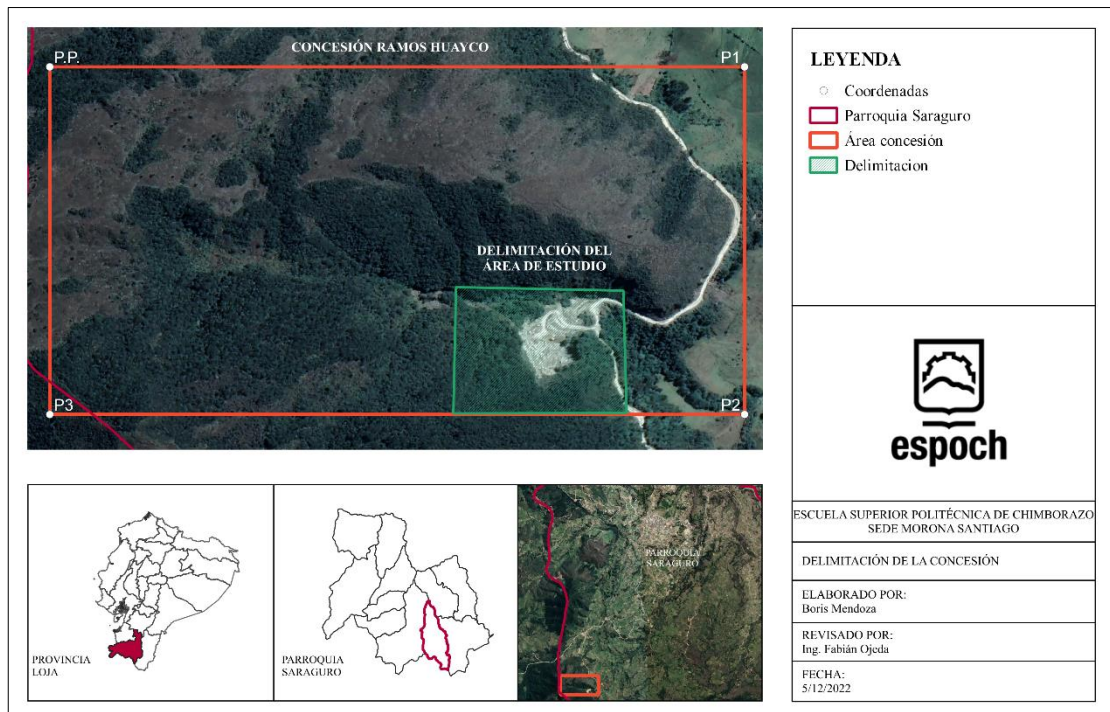 CONCESIÓN RAMOS HUAYCO
P.P.
P1
DELIMITACIÓN DEL
ÁREA DE ESTUDIO
P3
P2
LEYENDA
Coordenadas
Parroquia Saraguro
Área concesión
Delimitacion
espoch
ESCUELA SUPERIOR POLITÉCNICA DE CHIMBORAZO
SEDE MORONA SANTIAGO
DELIMITACIÓN DE LA CONCESIÓN
ELABORADO POR:
Boris Mendoza
REVISADO POR:
Ing. Fabián Ojeda
FECHA:
5/12/2022
PROVINCIA
LOJA
PARROQUIA
SARAGURO
PARROQUIA
SARAGURO